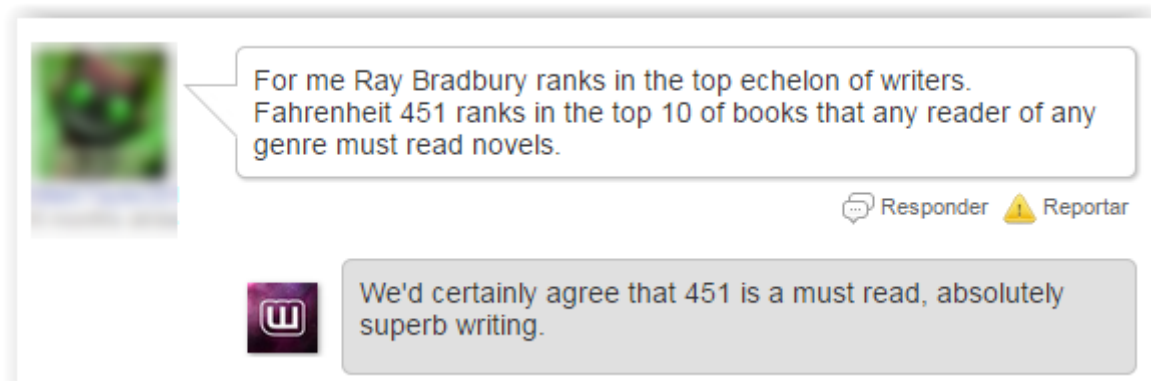 For me Ray Bradbury ranks in the top echelon of writers.
Fahrenheit 451 ranks in the top 10 of books that any reader of any
genre must read novels.
Responder Reportar
We'd certainly agree that 451 is a must read, absolutely
superb writing.